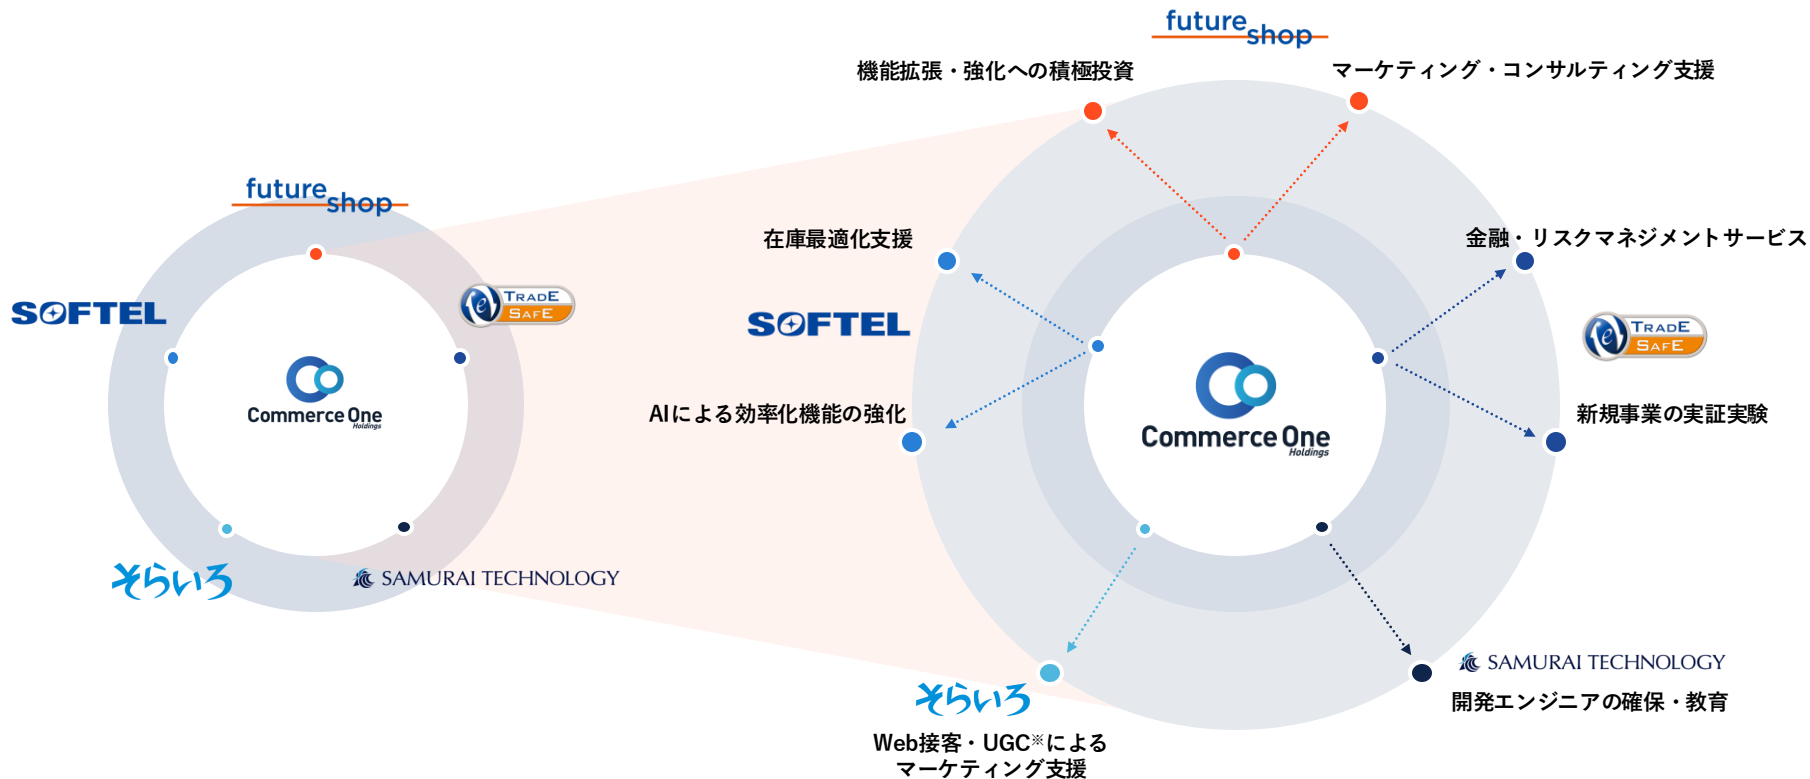 future
shop
SOFTEL
TRADE
SAFE
Commerce One
Holdings
そらいろ
SAMURAI TECHNOLOGY
future
shop
機能拡張・強化への積極投資
マーケティング・コンサルティング支援
在庫最適化支援
金融・リスクマネジメントサービス
SOFTEL
TRADE
SAFE
AIによる効率化機能の強化
新規事業の実証実験
Commerce One
Holdings
そらいろ
Web接客・UGC※による
マーケティング支援
SAMURAI TECHNOLOGY
開発エンジニアの確保・教育